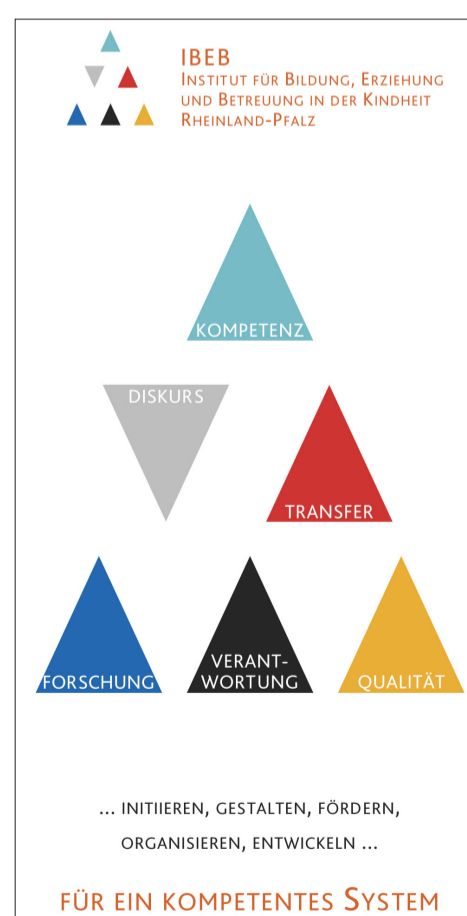 IBEB
Institut für Bildung, Erziehung
und Betreuung in der Kindheit
Rheinland-Pfalz
KOMPETENZ
DISKURS
TRANSFER
FORSCHUNG
VERANT-
WORTUNG
QUALITÄT
... INITIIEREN, GESTALTEN, FÖRDERN,
ORGANISIEREN, ENTWICKELN ...
FÜR EIN KOMPETENTES SYSTEM